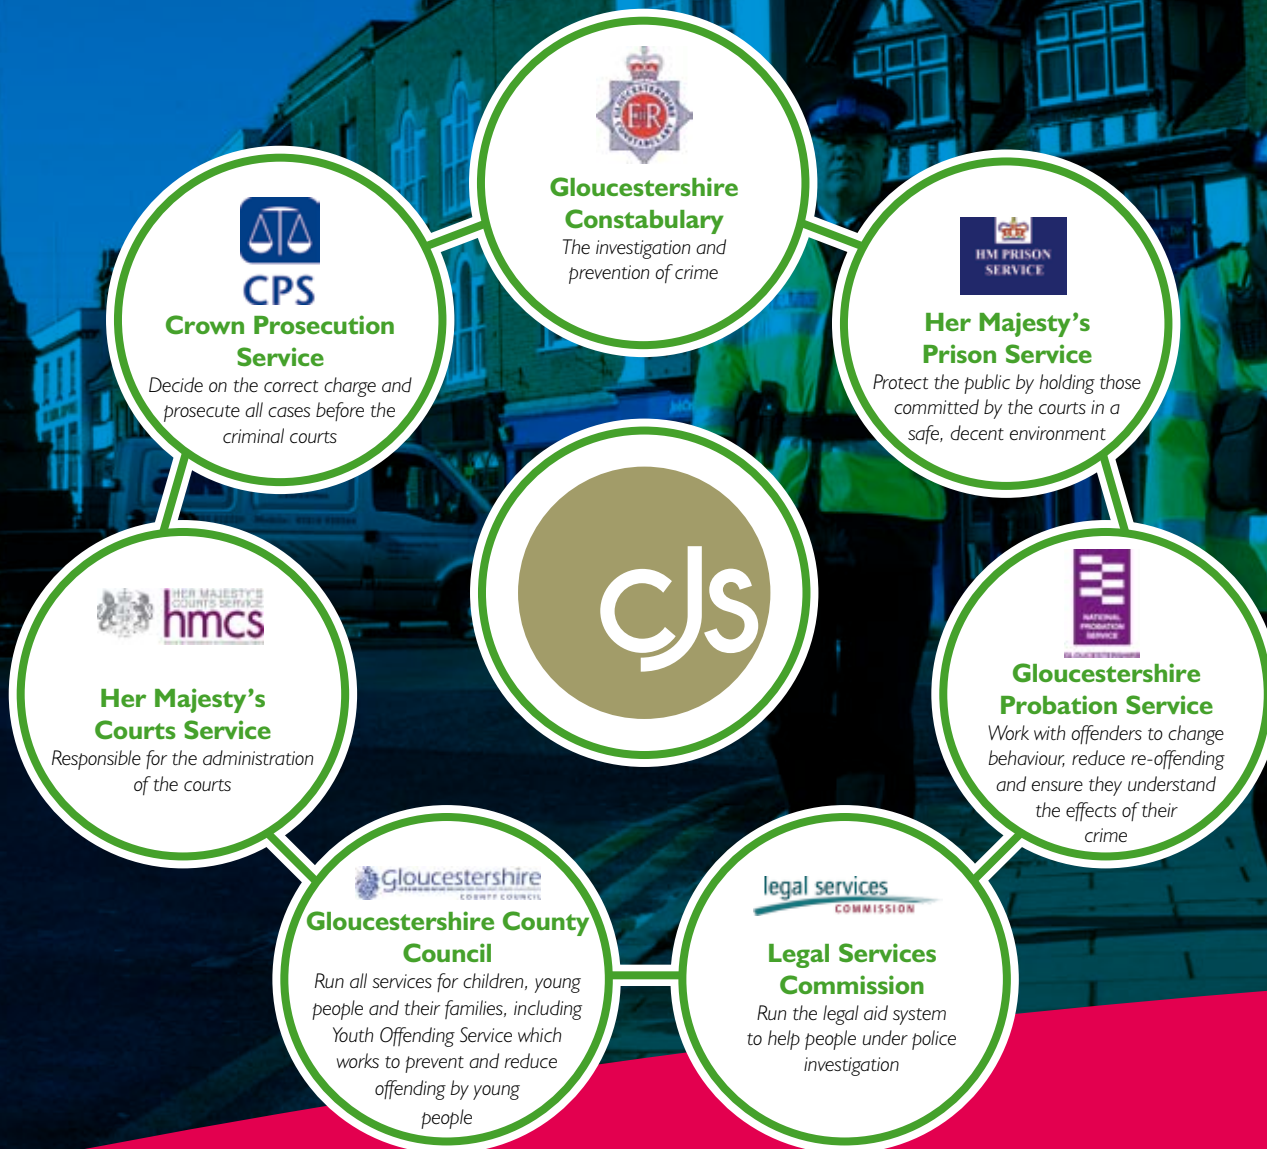 GLOUCESTERSHIRE
CONSTABULARY
ER
Gloucestershire
Constabulary
The investigation and
prevention of crime
CPS
Crown Prosecution
Service
Decide on the correct charge and
prosecute all cases before the
criminal courts
HM PRISON
SERVICE
Her Majesty’s
Prison Service
Protect the public by holding those
committed by the courts in a
safe, decent environment
cJs
HER MAJESTY'S
COURTS SERVICE
hmcs
Her Majesty’s
Courts Service
Responsible for the administration
of the courts
NATIONAL
PROBATION
SERVICE
GLOUCESTERSHIRE
Gloucestershire
Probation Service
Work with offenders to change
behaviour, reduce re-offending
and ensure they understand
the effects of their
crime
Gloucestershire
COUNTY COUNCIL
Gloucestershire County
Council
Run all services for children, young
people and their families, including
Youth Offending Service which
works to prevent and reduce
offending by young
people
legal services
COMMISSION
Legal Services
Commission
Run the legal aid system
to help people under police
investigation